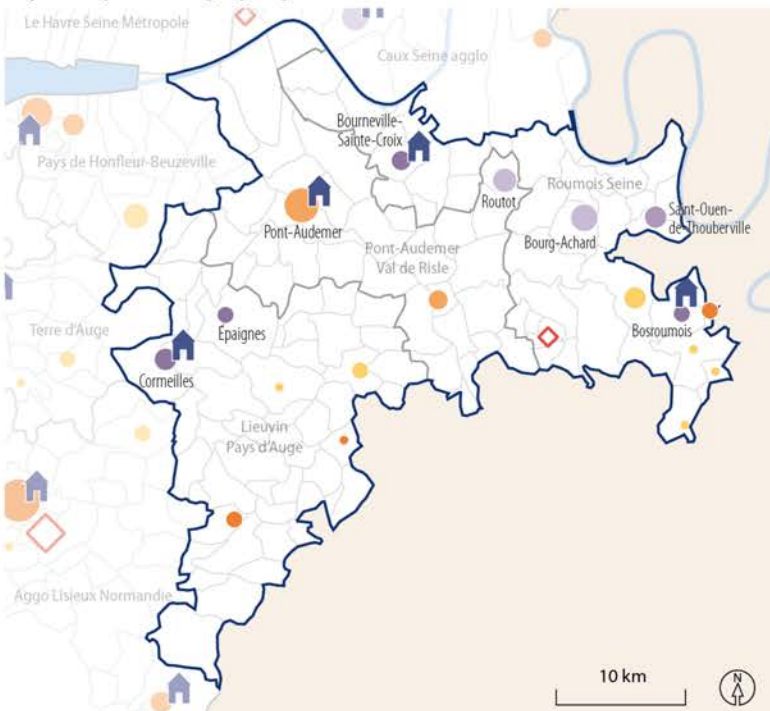 Le Havre Seine Métropole
Caux Seine agglo
Bourneville-
Sainte-Croix
Pays de Honfleur-Beuzeville
Roumois Seine
Routot
Saint-Ouen-
de-Thouberville
Pont-Audemer
Bourg-Achard
Pont-Audemer
Val de Risle
Terre d'Auge
Épaignes
Bosroumois
Cormeilles
Lieuvin
Pays d'Auge
Aggo Lisieux Normandie
10 km
N